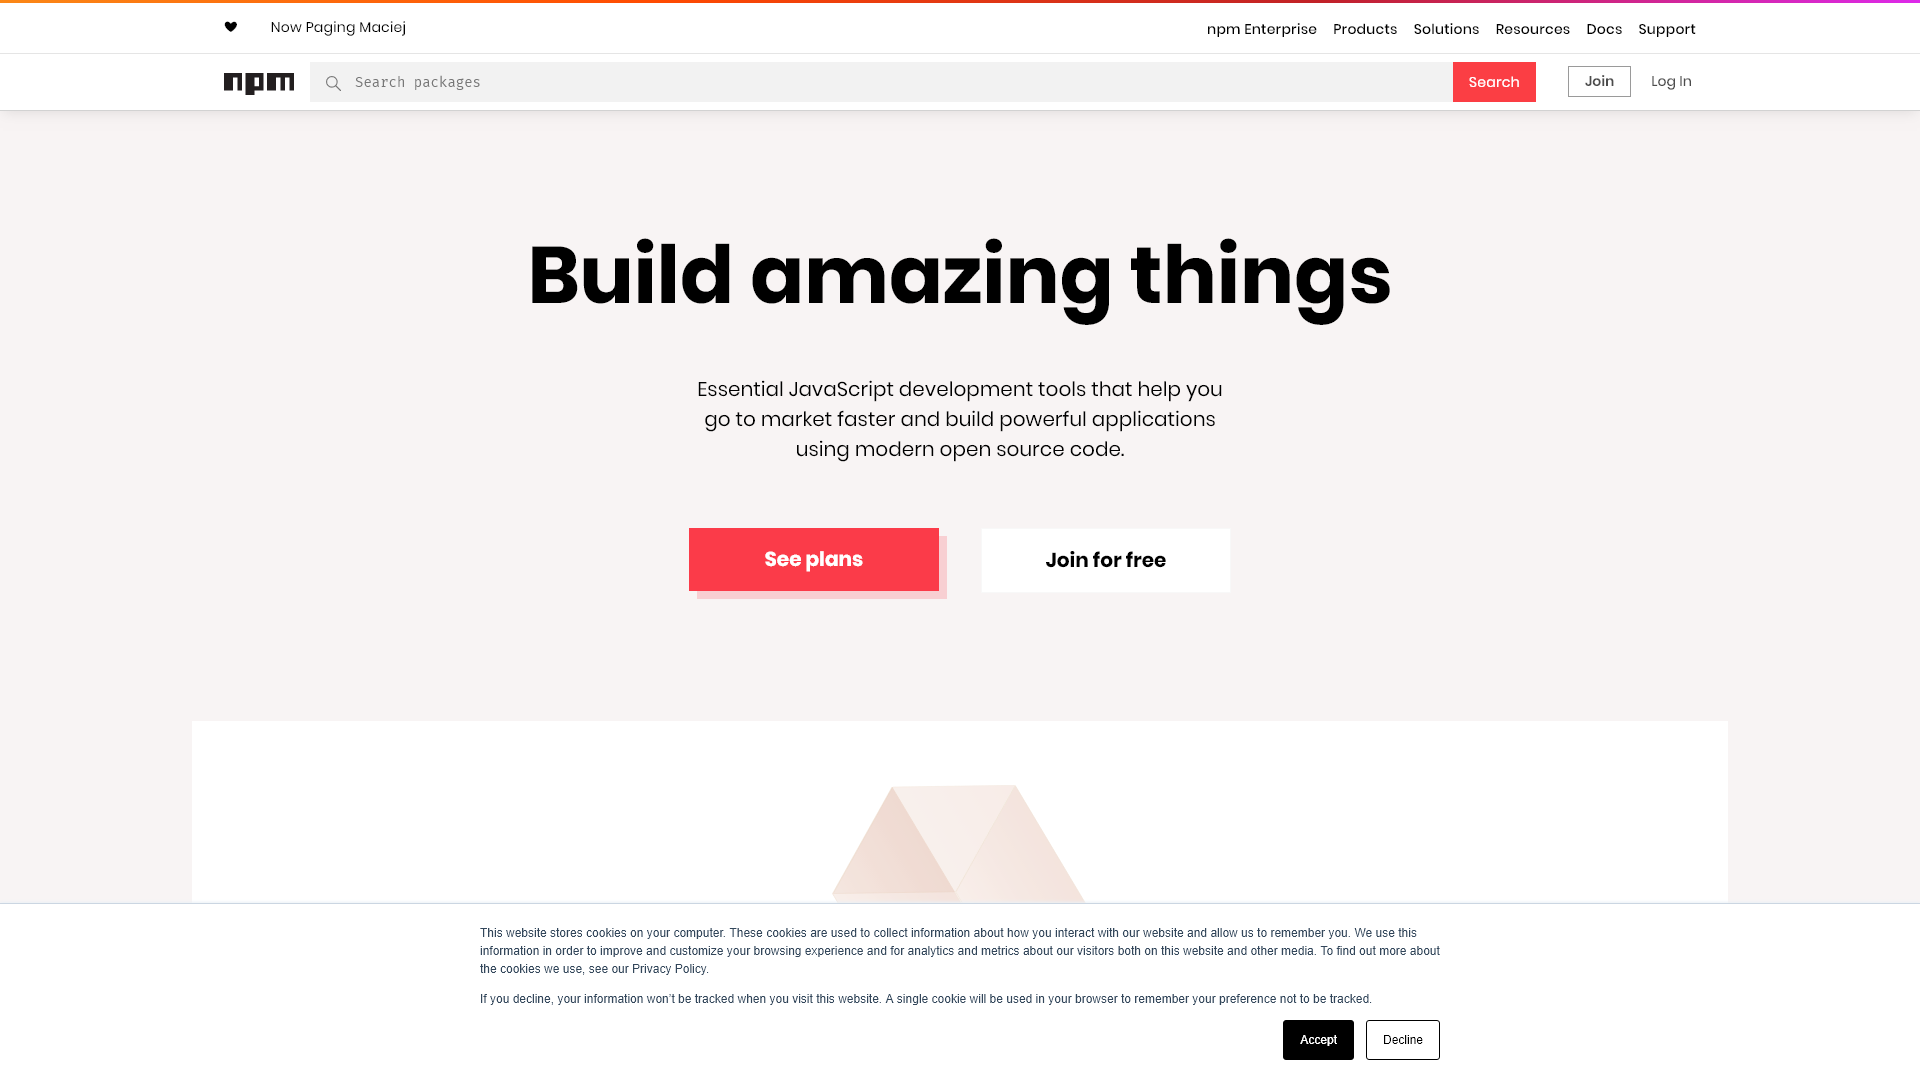 Now Paging Maciej
npm Enterprise Products Solutions Resources Docs Support
npm Search packages Search Join Log In
Build amazing things
Essential JavaScript development tools that help you
go to market faster and build powerful applications
using modern open source code.
See plans Join for free
This website stores cookies on your computer. These cookies are used to collect information about how you interact with our website and allow us to remember you. We use this
information in order to improve and customize your browsing experience and for analytics and metrics about our visitors both on this website and other media. To find out more about
the cookies we use, see our Privacy Policy.
If you decline, your information won't be tracked when you visit this website. A single cookie will be used in your browser to remember your preference not to be tracked.
Accept Decline